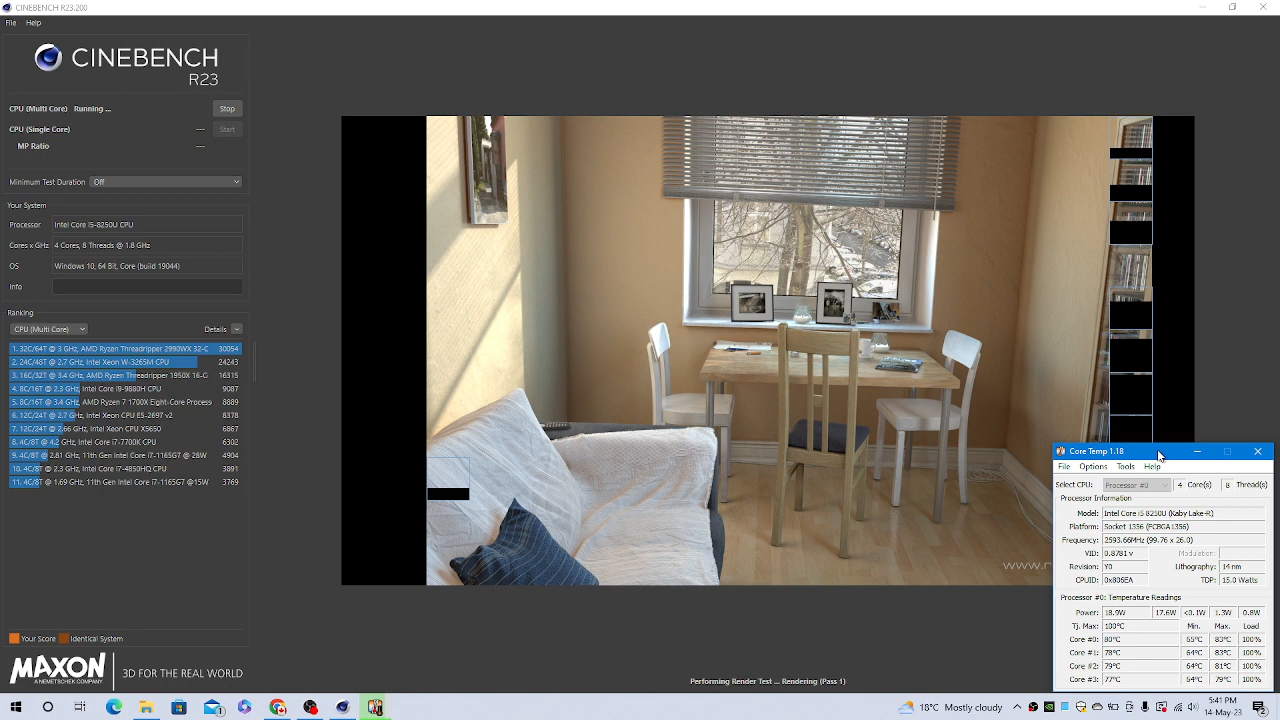 CINEBENCH R23.200
File Help
CINEBENCH
R23
CPU (Multi Core) Running ... Stop
CPU (Single Core) --- Start
MP Ratio ---
Minimum Test Duration Off
Your System
Processor Intel Core i5-8250U CPU
Cores x GHz 4 Cores, 8 Threads @ 1.8 GHz
OS Windows 10, 64 Bit, Core (build 19044)
Info
Ranking
CPU (Multi Core) Details
1. 24C/64T @ 3 GHz, AMD Ryzen Threadripper 2990WX 32-C 30054
2. 24C/48T @ 2.7 GHz, Intel Xeon W-3265M CPU 24243
3. 16C/32T @ 3.4 GHz, AMD Ryzen Threadripper 1950X 16-C 16315
4. 8C/16T @ 2.3 GHz, Intel Core i9-9880H CPU 9087
5. 8C/16T @ 3.4 GHz, AMD Ryzen 7 1700X Eight-Core Process 8889
6. 12C/24T @ 2.7 GHz, Intel Xeon CPU E5-2697 v2 8378
7. 12C/24T @ 2.66 GHz, Intel Xeon CPU X5650 6867
8. 4C/8T @ 4.2 GHz, Intel Core i7-7700K CPU 6302
9. 4C/8T @ 2.8 GHz, 11th Gen Intel Core i7-1165G7 @ 28W 4904
10. 4C/8T @ 2.3 GHz, Intel Core i7-4850HQ CPU 3891
11. 4C/8T @ 1.69 GHz, 11th Gen Intel Core i7-1165G7 @15W 3769
Your Score Identical System
MAXON
A NEMETSCHEK COMPANY
3D FOR THE REAL WORLD
Performing Render Test ... Rendering (Pass 1)
www.r
Core Temp 1.18
File Options Tools Help
Select CPU: Processor #0 4 Core(s) 8 Thread(s)
Processor Information
Model: Intel Core i5 8250U (Kaby Lake-R)
Platform: Socket 1356 (FCBGA1356)
Frequency: 2593.66MHz (99.76 x 26.0)
VID: 0.8781 v Modulation:
Revision: Y0 Lithography: 14 nm
CPUID: 0x806EA TDP: 15.0 Watts
Processor #0: Temperature Readings
Power: 18.9W 17.6W <0.1W 1.3W 0.8W
Tj. Max: 100°C Min. Max. Load
Core #0: 80°C 65°C 83°C 100%
Core #1: 78°C 64°C 83°C 100%
Core #2: 79°C 64°C 81°C 100%
Core #3: 77°C 64°C 79°C 100%
18°C Mostly cloudy
5:41 PM
14-May-23